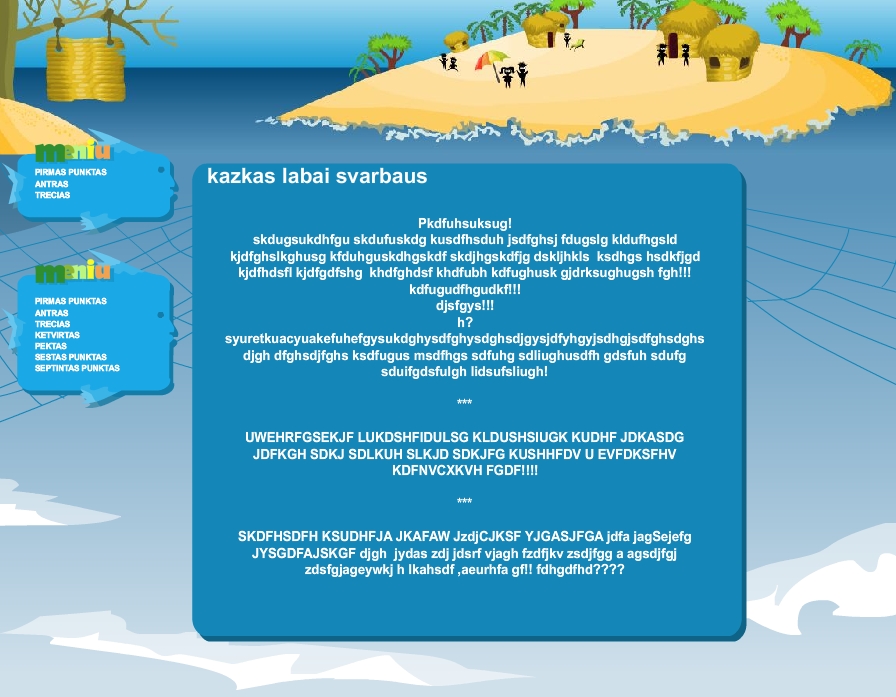 meniu
PIRMAS PUNKTAS
ANTRAS
TRECIAS
meniu
PIRMAS PUNKTAS
ANTRAS
TRECIAS
KETVIRTAS
PEKTAS
SESTAS PUNKTAS
SEPTINTAS PUNKTAS
kazkas labai svarbaus
Pkdfuhsuksug!
skdugsukdhfgu skdufuskdg kusdfhsduh jsdfghsj fdugslg kldufhgsld
kjdfghslkghusg kfduhguskdhgskdf skdjhgskdfjg dskljhkls ksdhgs hsdkfjgd
kjdfhdsfl kjdfgdfshg khdfghdsf khdfubh kdfughusk gjdrksughugsh fgh!!!
kdfugudfhgudkf!!!
djsfgys!!!
h?
syuretkuacyuakefuhefgysukdghysdfghysdghsdjgysjdfyhgyjsdhgjsdfghsdghs
djgh dfghsdjfghs ksdfugus msdfhgs sdfuhg sdliughusdfh gdsfuh sdufg
sduifgdsfulgh lidsufsliugh!
***
UWEHRFGSEKJF LUKDSHFIDULSG KLDUSHSIUGK KUDHF JDKASDG
JDFKGH SDKJ SDLKUH SLKJD SDKJFG KUSHHFDV U EVFDKSFHV
KDFNVCXKVH FGDF!!!!
***
SKDFHSDFH KSUDHFJA JKAFAW JzdjCJKSF YJGASJFGA jdfa jagSejefg
JYSGDFAJSKGF djgh jydas zdj jdsrf vjagh fzdfjkv zsdjfgg a agsdjfgj
zdsfgjageywkj h lkahsdf ,aeurhfa gf!! fdhgdfhd????